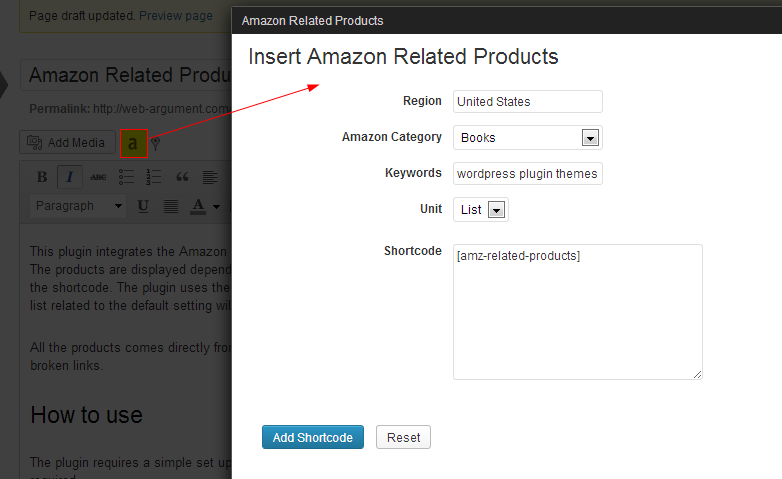 Page draft updated. Preview page
Amazon Related Produ
Permalink: http://web-argument.com
Add Media
a
B I ABC
Paragraph U A
This plugin integrates the Amazon
The products are displayed depend
the shortcode. The plugin uses the
list related to the default setting wil
All the products comes directly from
broken links.
How to use
The plugin requires a simple set up
required
Amazon Related Products
Insert Amazon Related Products
Region United States
Amazon Category Books
Keywords wordpress plugin themes
Unit List
Shortcode [amz-related-products]
Add Shortcode Reset